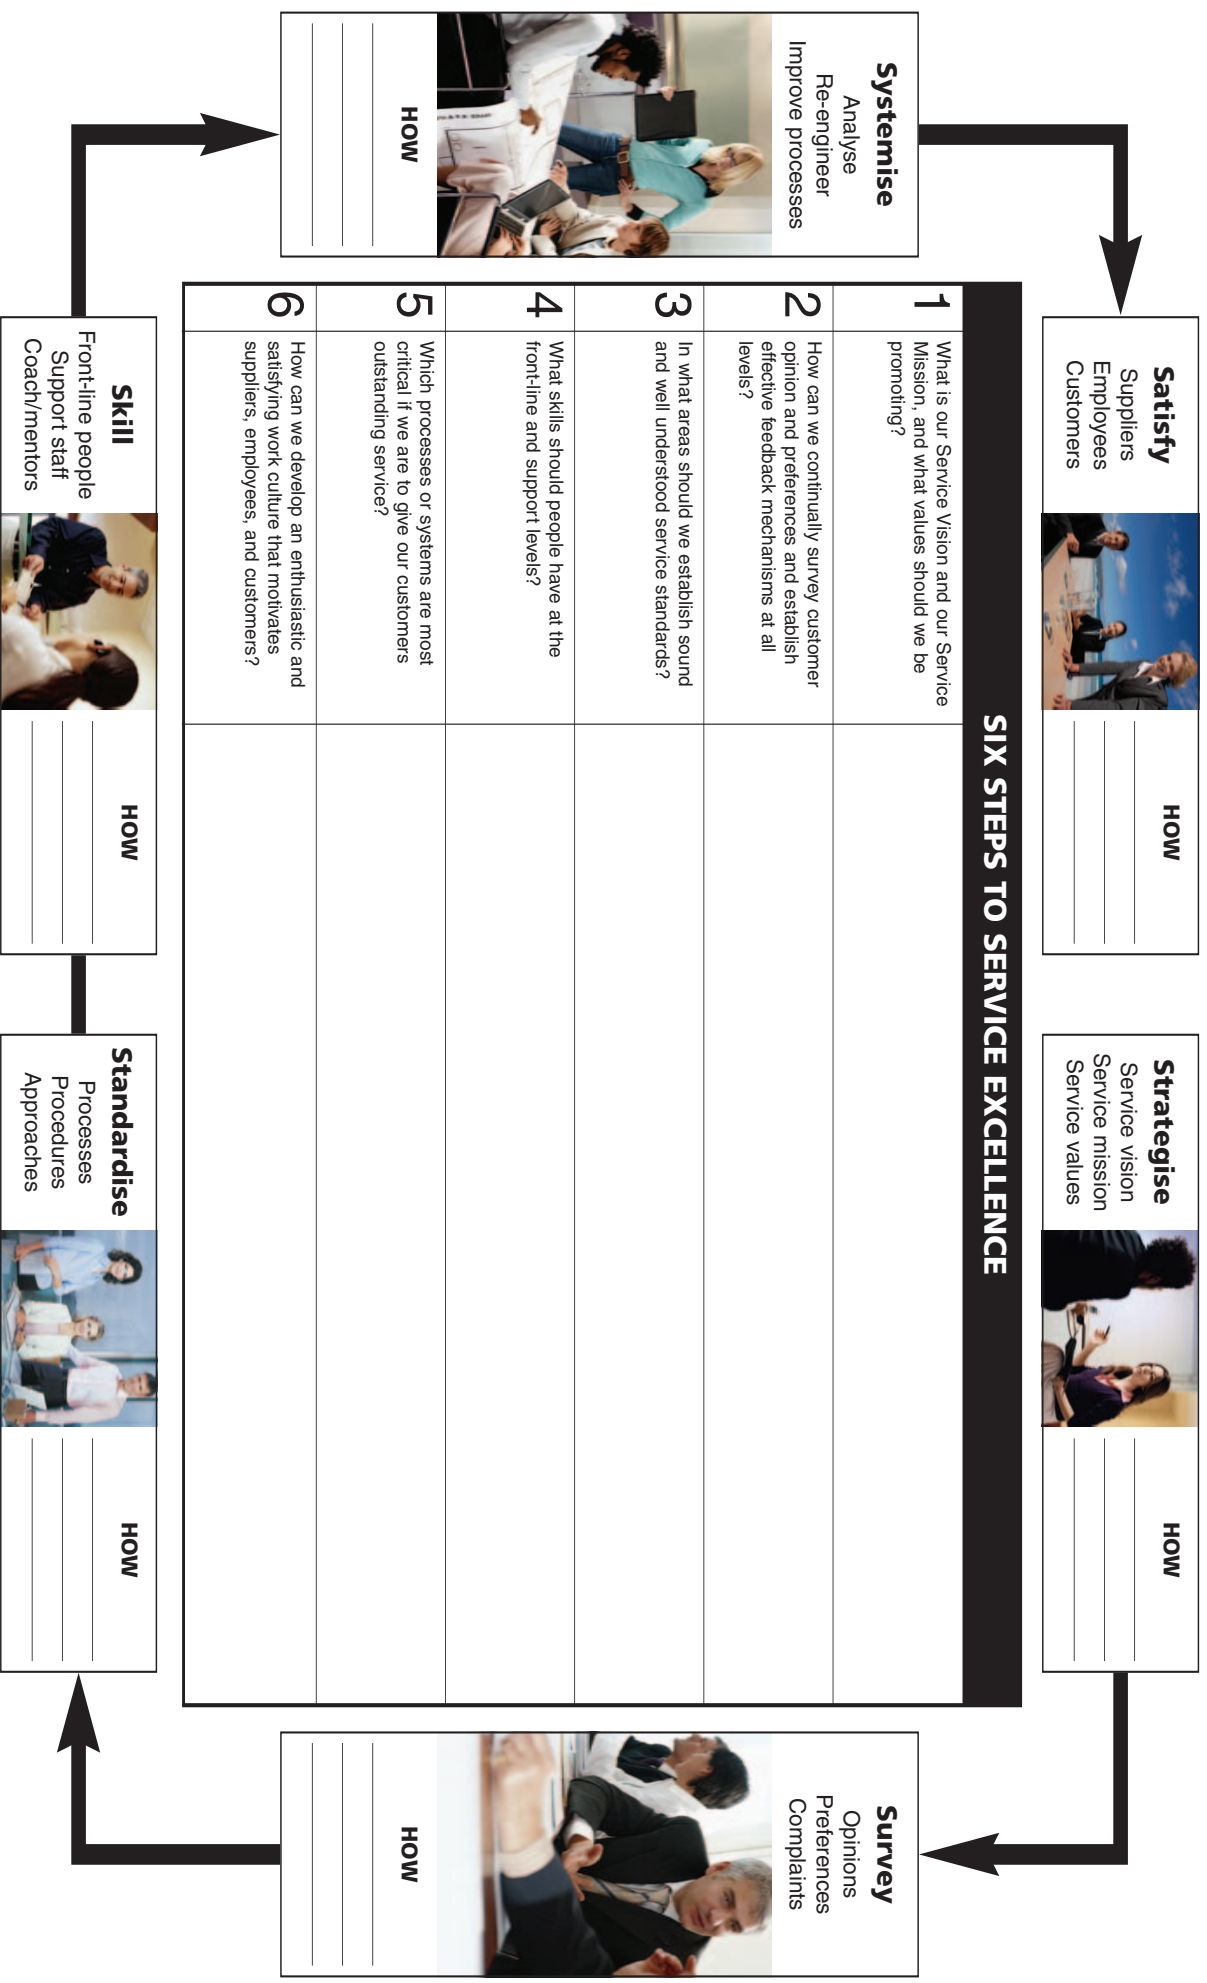 Satisfy
Suppliers
Employees
Customers
HOW
Strategise
Service vision
Service mission
Service values
HOW
Systemise
Analyse
Re-engineer
Improve processes
HOW
SIX STEPS TO SERVICE EXCELLENCE
1
What is our Service Vision and our Service
Mission, and what values should we be
promoting?
2
How can we continually survey customer
opinion and preferences and establish
effective feedback mechanisms at all
levels?
3
In what areas should we establish sound
and well understood service standards?
4
What skills should people have at the
front-line and support levels?
5
Which processes or systems are most
critical if we are to give our customers
outstanding service?
6
How can we develop an enthusiastic and
satisfying work culture that motivates
suppliers, employees, and customers?
Survey
Opinions
Preferences
Complaints
HOW
Skill
Front-line people
Support staff
Coach/mentors
HOW
Standardise
Processes
Procedures
Approaches
HOW